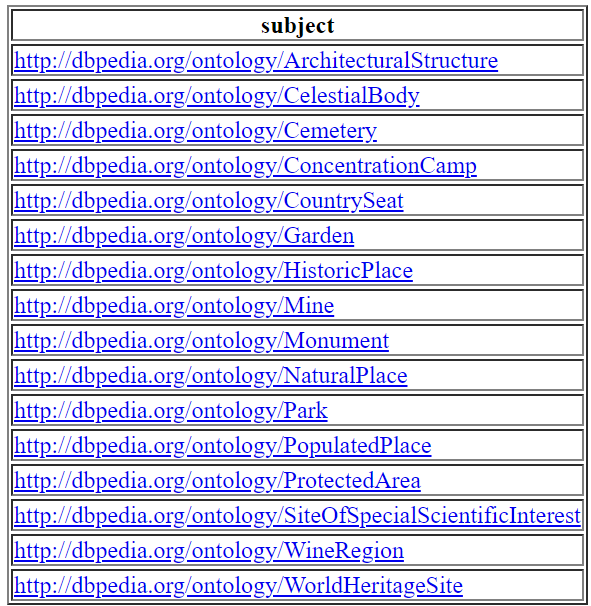 subject
http://dbpedia.org/ontology/ArchitecturalStructure
http://dbpedia.org/ontology/CelestialBody
http://dbpedia.org/ontology/Cemetery
http://dbpedia.org/ontology/ConcentrationCamp
http://dbpedia.org/ontology/CountrySeat
http://dbpedia.org/ontology/Garden
http://dbpedia.org/ontology/HistoricPlace
http://dbpedia.org/ontology/Mine
http://dbpedia.org/ontology/Monument
http://dbpedia.org/ontology/NaturalPlace
http://dbpedia.org/ontology/Park
http://dbpedia.org/ontology/PopulatedPlace
http://dbpedia.org/ontology/ProtectedArea
http://dbpedia.org/ontology/SiteOfSpecialScientificInterest
http://dbpedia.org/ontology/WineRegion
http://dbpedia.org/ontology/WorldHeritageSite